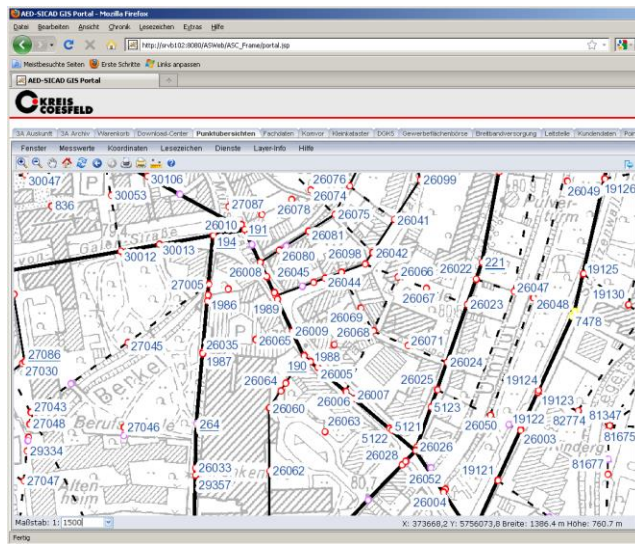 AED-SICAD GIS Portal - Mozilla Firefox
Datei Bearbeiten Ansicht Chronik Lesezeichen Extras Hilfe
http://srvb102:8080/ASWeb/ASC_Frame/portal.jsp
Meistbesuchte Seiten Erste Schritte Links anpassen
AED-SICAD GIS Portal
KREIS
COESFELD
3A Auskunft 3A Archiv Warenkorb Download-Center Punktübersichten Fachdaten Komvor Kleinkataster DGK5 Gewerbeflächenbörse Breitbandversorgung Leitstelle Kundendaten
Fenster Messwerte Koordinaten Lesezeichen Dienste Layer-Info Hilfe
30047 30106 26076 26099 26049 19126
836 30053 27087 26078 26074
26010 191 26075 26041
194 26081
30012 30013 26080 26098 26042 26022 221 19125
26008 26045 26066 26047
27005 26044 26067 26048 19130
1986 1989 26023 7478
26069
27045 26035 26065 26009 26068
27086 1987 1988 26071
27030 190 26005 26024
26064 26025 19124
27043 26006 26007 5123 19123
27048 27046 264 26060 26050 19122 82774 81347
26063 5121 26003 81675
29334 5122 26026
26028 81677
27047 26033 26062 26052 19121
29357 26004
Maßstab: 1: 1500 X: 373668,2 Y: 5756073,8 Breite: 1386.4 m Höhe: 760.7 m
Fertig